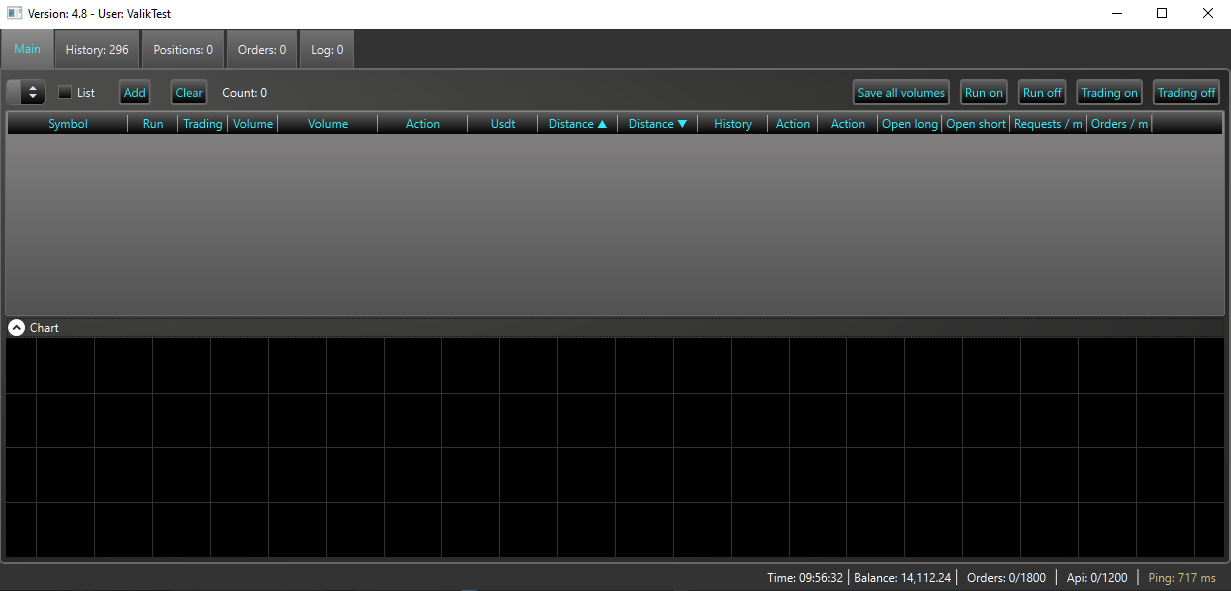 Version: 4.8 - User: ValikTest
Main History: 296 Positions: 0 Orders: 0 Log: 0
List Add Clear Count: 0 Save all volumes Run on Run off Trading on Trading off
Symbol Run Trading Volume Volume Action Usdt Distance ▲ Distance ▼ History Action Action Open long Open short Requests / m Orders / m
Chart
Time: 09:56:32 Balance: 14,112.24 Orders: 0/1800 Api: 0/1200 Ping: 717 ms